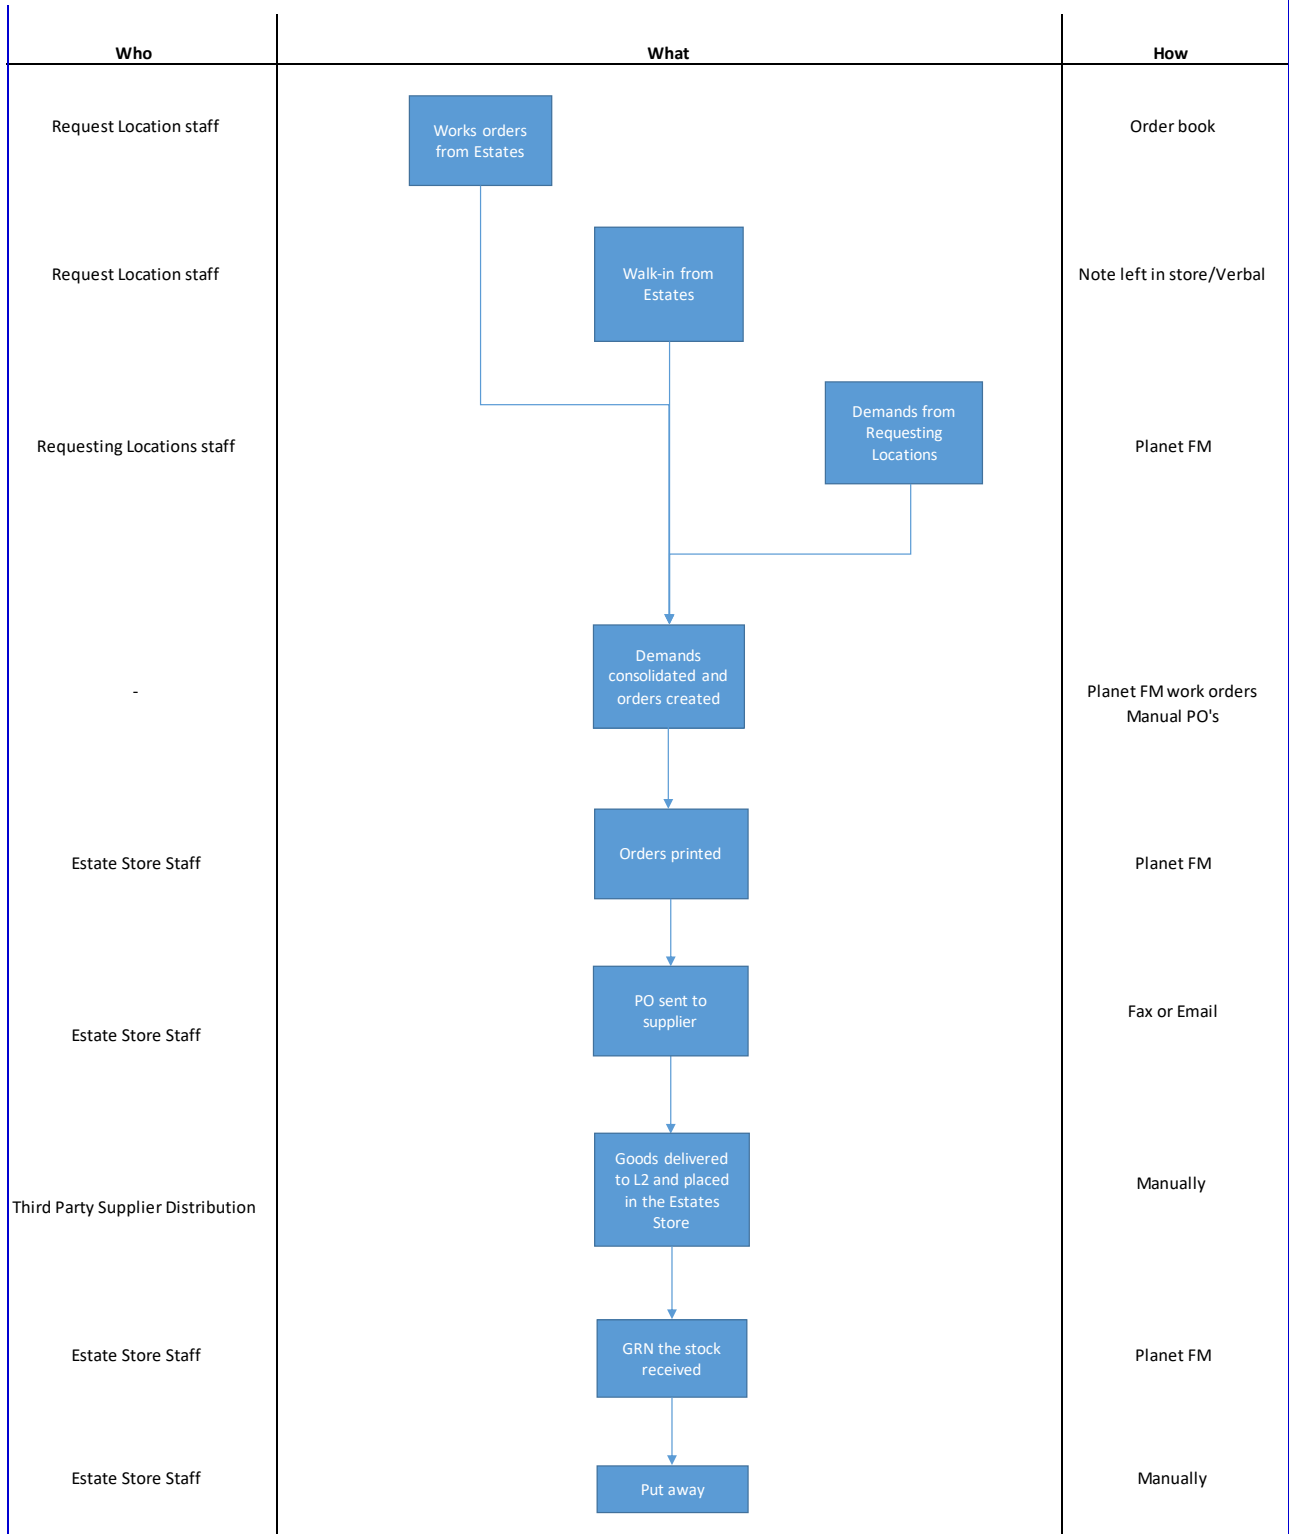 Who
What
How
Request Location staff
Works orders
from Estates
Order book
Request Location staff
Walk-in from
Estates
Note left in store/Verbal
Requesting Locations staff
Demands from
Requesting
Locations
Planet FM
-
Demands
consolidated and
orders created
Planet FM work orders
Manual PO's
Estate Store Staff
Orders printed
Planet FM
Estate Store Staff
PO sent to
supplier
Fax or Email
Third Party Supplier Distribution
Goods delivered
to L2 and placed
in the Estates
Store
Manually
Estate Store Staff
GRN the stock
received
Planet FM
Estate Store Staff
Put away
Manually